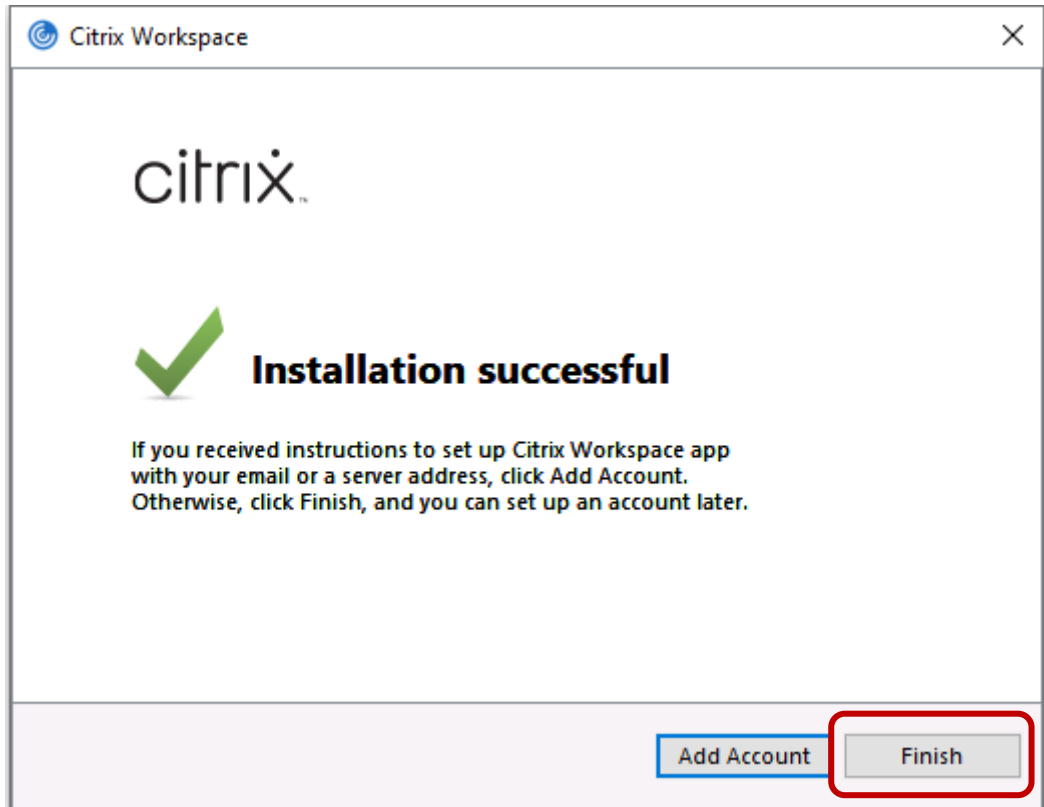 Citrix Workspace
citrix™
Installation successful
If you received instructions to set up Citrix Workspace app
with your email or a server address, click Add Account.
Otherwise, click Finish, and you can set up an account later.
Add Account
Finish